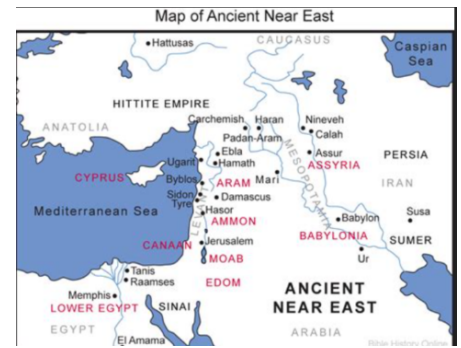 Map of Ancient Near East
Hattusas
CAUCASUS
Caspian
Sea
HITTITE EMPIRE
Carchemish
Haran
Nineveh
ANATOLIA
Padan-Aram
Calah
Ebla
Assur
Ugarit
Hamath
MESOPOTAMIA
ASSYRIA
PERSIA
CYPRUS
Byblos
ARAM
Mari
IRAN
Sidon
Damascus
Tyre
LEVANT
Mediterranean Sea
Hasor
AMMON
Babylon
Susa
CANAAN
Jerusalem
BABYLONIA
SUMER
MOAB
Ur
Tanis
Raamses
EDOM
ANCIENT
NEAR EAST
Memphis
LOWER EGYPT
SINAI
EGYPT
ARABIA
El Amama
Bible History Online